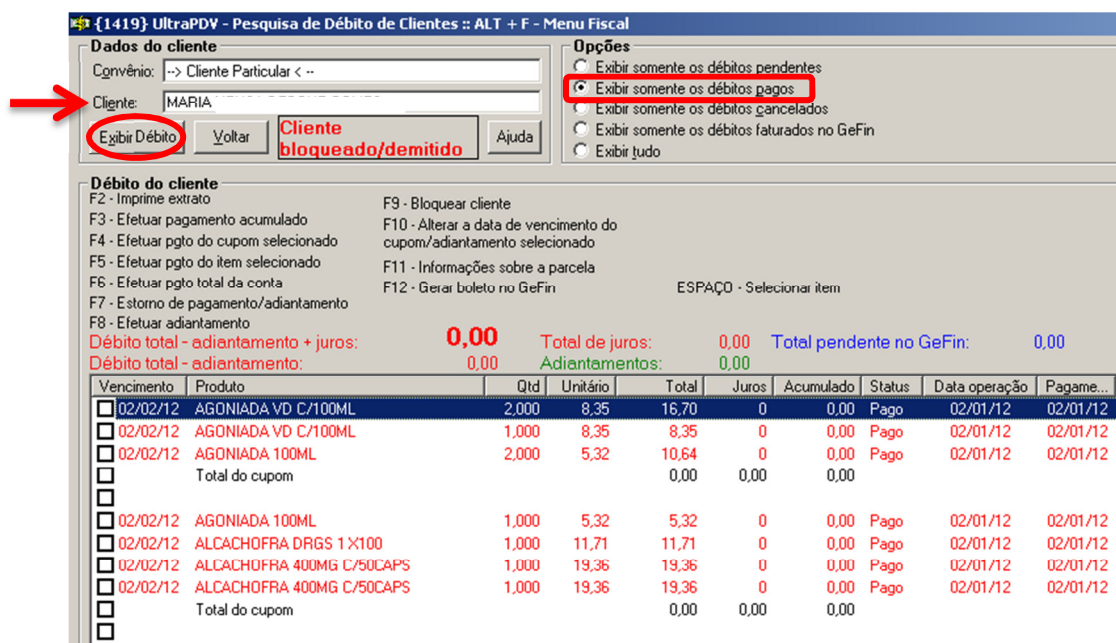 {1419} UltraPDV - Pesquisa de Débito de Clientes :: ALT + F - Menu Fiscal
Dados do cliente
Convênio: --> Cliente Particular < --
Cliente: MARIA
Exibir Débito Voltar Cliente bloqueado/demitido Ajuda
Opções
Exibir somente os débitos pendentes
Exibir somente os débitos pagos
Exibir somente os débitos cancelados
Exibir somente os débitos faturados no GeFin
Exibir tudo
Débito do cliente
F2 - Imprime extrato
F3 - Efetuar pagamento acumulado
F4 - Efetuar pgto do cupom selecionado
F5 - Efetuar pgto do item selecionado
F6 - Efetuar pgto total da conta
F7 - Estorno de pagamento/adiantamento
F8 - Efetuar adiantamento
F9 - Bloquear cliente
F10 - Alterar a data de vencimento do
cupom/adiantamento selecionado
F11 - Informações sobre a parcela
F12 - Gerar boleto no GeFin
ESPAÇO - Selecionar item
Débito total - adiantamento + juros: 0,00 Total de juros: 0,00 Total pendente no GeFin: 0,00
Débito total - adiantamento: 0,00 Adiantamentos: 0,00
Vencimento Produto Qtd Unitário Total Juros Acumulado Status Data operação Pagame...
02/02/12 AGONIADA VD C/100ML 2,000 8,35 16,70 0 0,00 Pago 02/01/12 02/01/12
02/02/12 AGONIADA VD C/100ML 1,000 8,35 8,35 0 0,00 Pago 02/01/12 02/01/12
02/02/12 AGONIADA 100ML 2,000 5,32 10,64 0 0,00 Pago 02/01/12 02/01/12
Total do cupom 0,00 0,00 0,00
02/02/12 AGONIADA 100ML 1,000 5,32 5,32 0 0,00 Pago 02/01/12 02/01/12
02/02/12 ALCACHOFRA DRGS 1 X100 1,000 11,71 11,71 0 0,00 Pago 02/01/12 02/01/12
02/02/12 ALCACHOFRA 400MG C/50CAPS 1,000 19,36 19,36 0 0,00 Pago 02/01/12 02/01/12
02/02/12 ALCACHOFRA 400MG C/50CAPS 1,000 19,36 19,36 0 0,00 Pago 02/01/12 02/01/12
Total do cupom 0,00 0,00 0,00